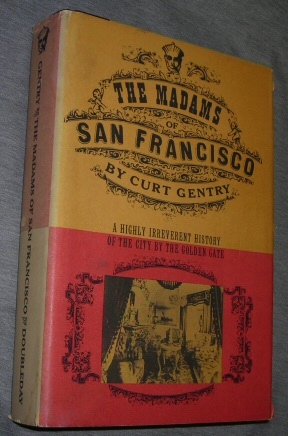 THE MADAMS
OF
SAN FRANCISCO
BY CURT GENTRY
A HIGHLY IRREVERENT HISTORY
OF THE CITY BY THE GOLDEN GATE
GENTRY THE MADAMS OF SAN FRANCISCO DOUBLEDAY